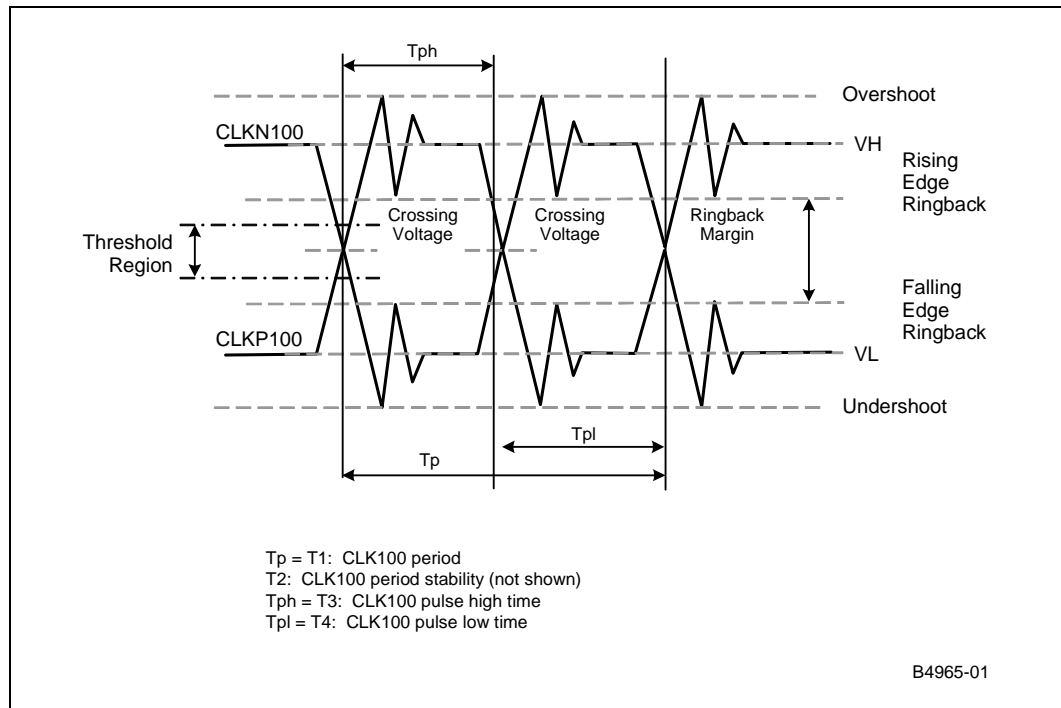 Tph
Overshoot
CLKN100
VH
Rising
Edge
Ringback
Crossing
Voltage
Crossing
Voltage
Ringback
Margin
Threshold
Region
Falling
Edge
Ringback
CLKP100
VL
Undershoot
Tpl
Tp
Tp = T1:  CLK100 period
T2:  CLK100 period stability (not shown)
Tph = T3:  CLK100 pulse high time
Tpl = T4:  CLK100 pulse low time
B4965-01